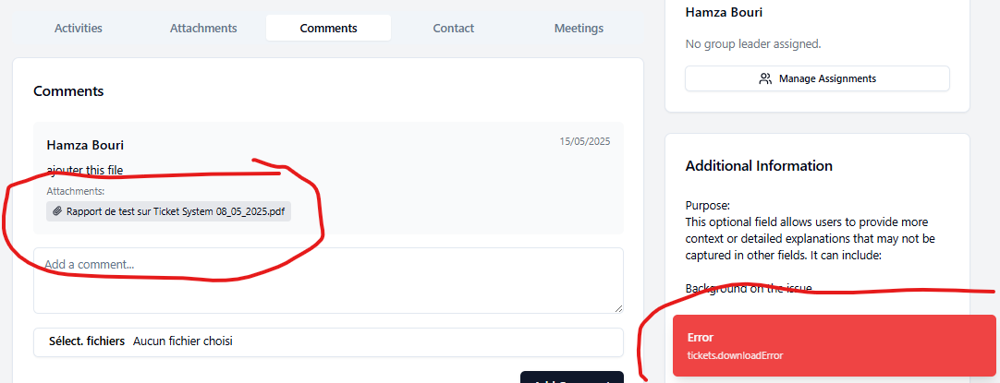 Activities
Attachments
Comments
Contact
Meetings
Comments
Hamza Bouri
15/05/2025
ajouter this file
Attachments:
Rapport de test sur Ticket System 08_05_2025.pdf
Add a comment...
Sélect. fichiers Aucun fichier choisi
Hamza Bouri
No group leader assigned.
Manage Assignments
Additional Information
Purpose:
This optional field allows users to provide more
context or detailed explanations that may not be
captured in other fields. It can include:
Background on the issue
Error
tickets.downloadError